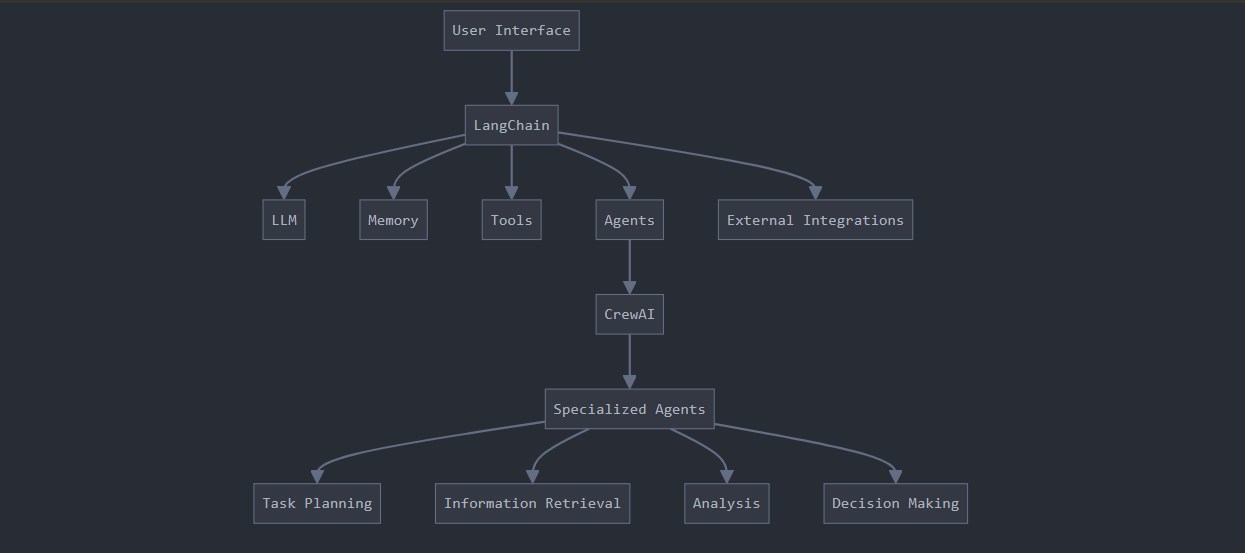 User Interface
LangChain
LLM
Memory
Tools
Agents
External Integrations
CrewAI
Specialized Agents
Task Planning
Information Retrieval
Analysis
Decision Making